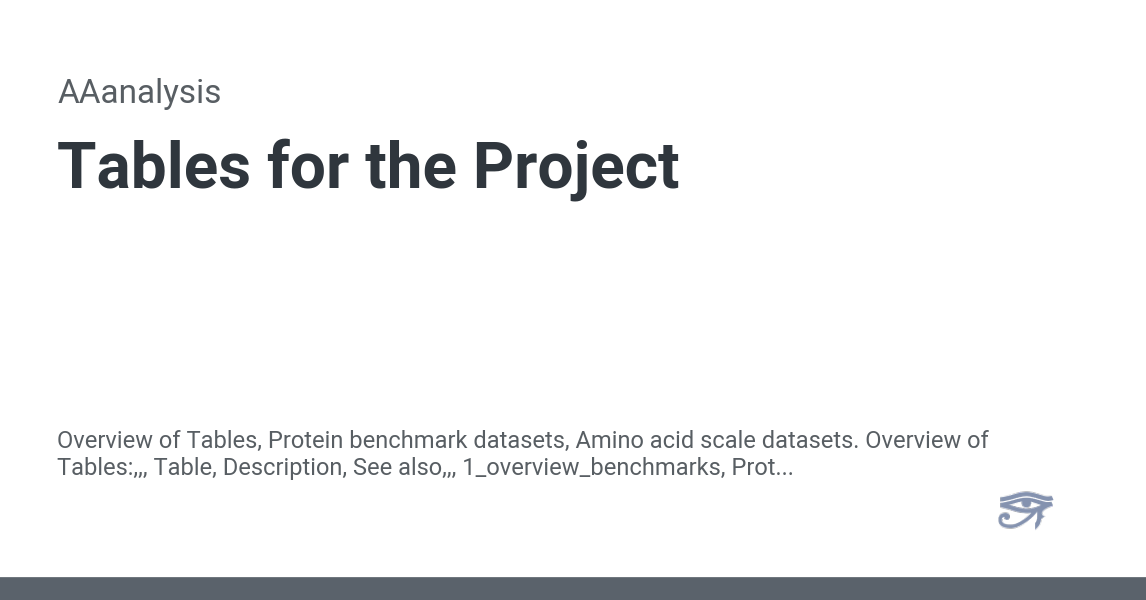 AAanalysis
Tables for the Project
Overview of Tables, Protein benchmark datasets, Amino acid scale datasets. Overview of
Tables:,,, Table, Description, See also,,, 1_overview_benchmarks, Prot...